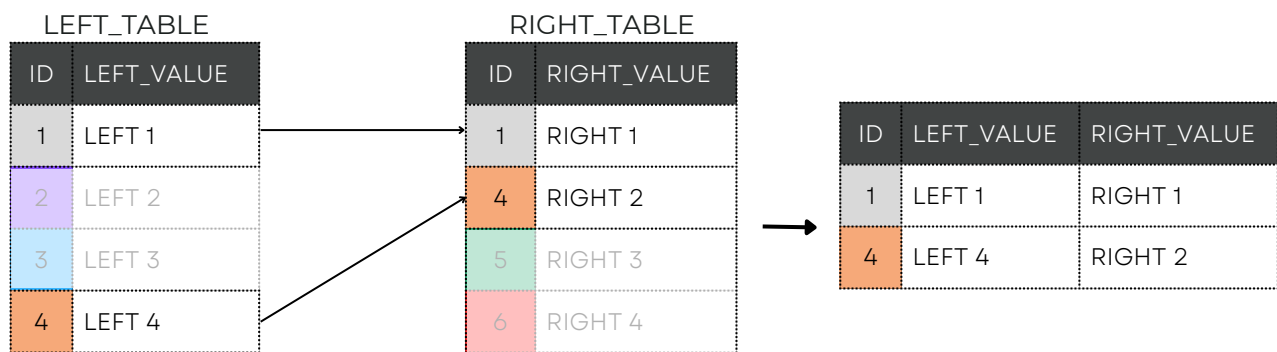 LEFT_TABLE
ID LEFT_VALUE
1 LEFT 1
2 LEFT 2
3 LEFT 3
4 LEFT 4
RIGHT_TABLE
ID RIGHT_VALUE
1 RIGHT 1
4 RIGHT 2
5 RIGHT 3
6 RIGHT 4
ID LEFT_VALUE RIGHT_VALUE
1 LEFT 1 RIGHT 1
4 LEFT 4 RIGHT 2